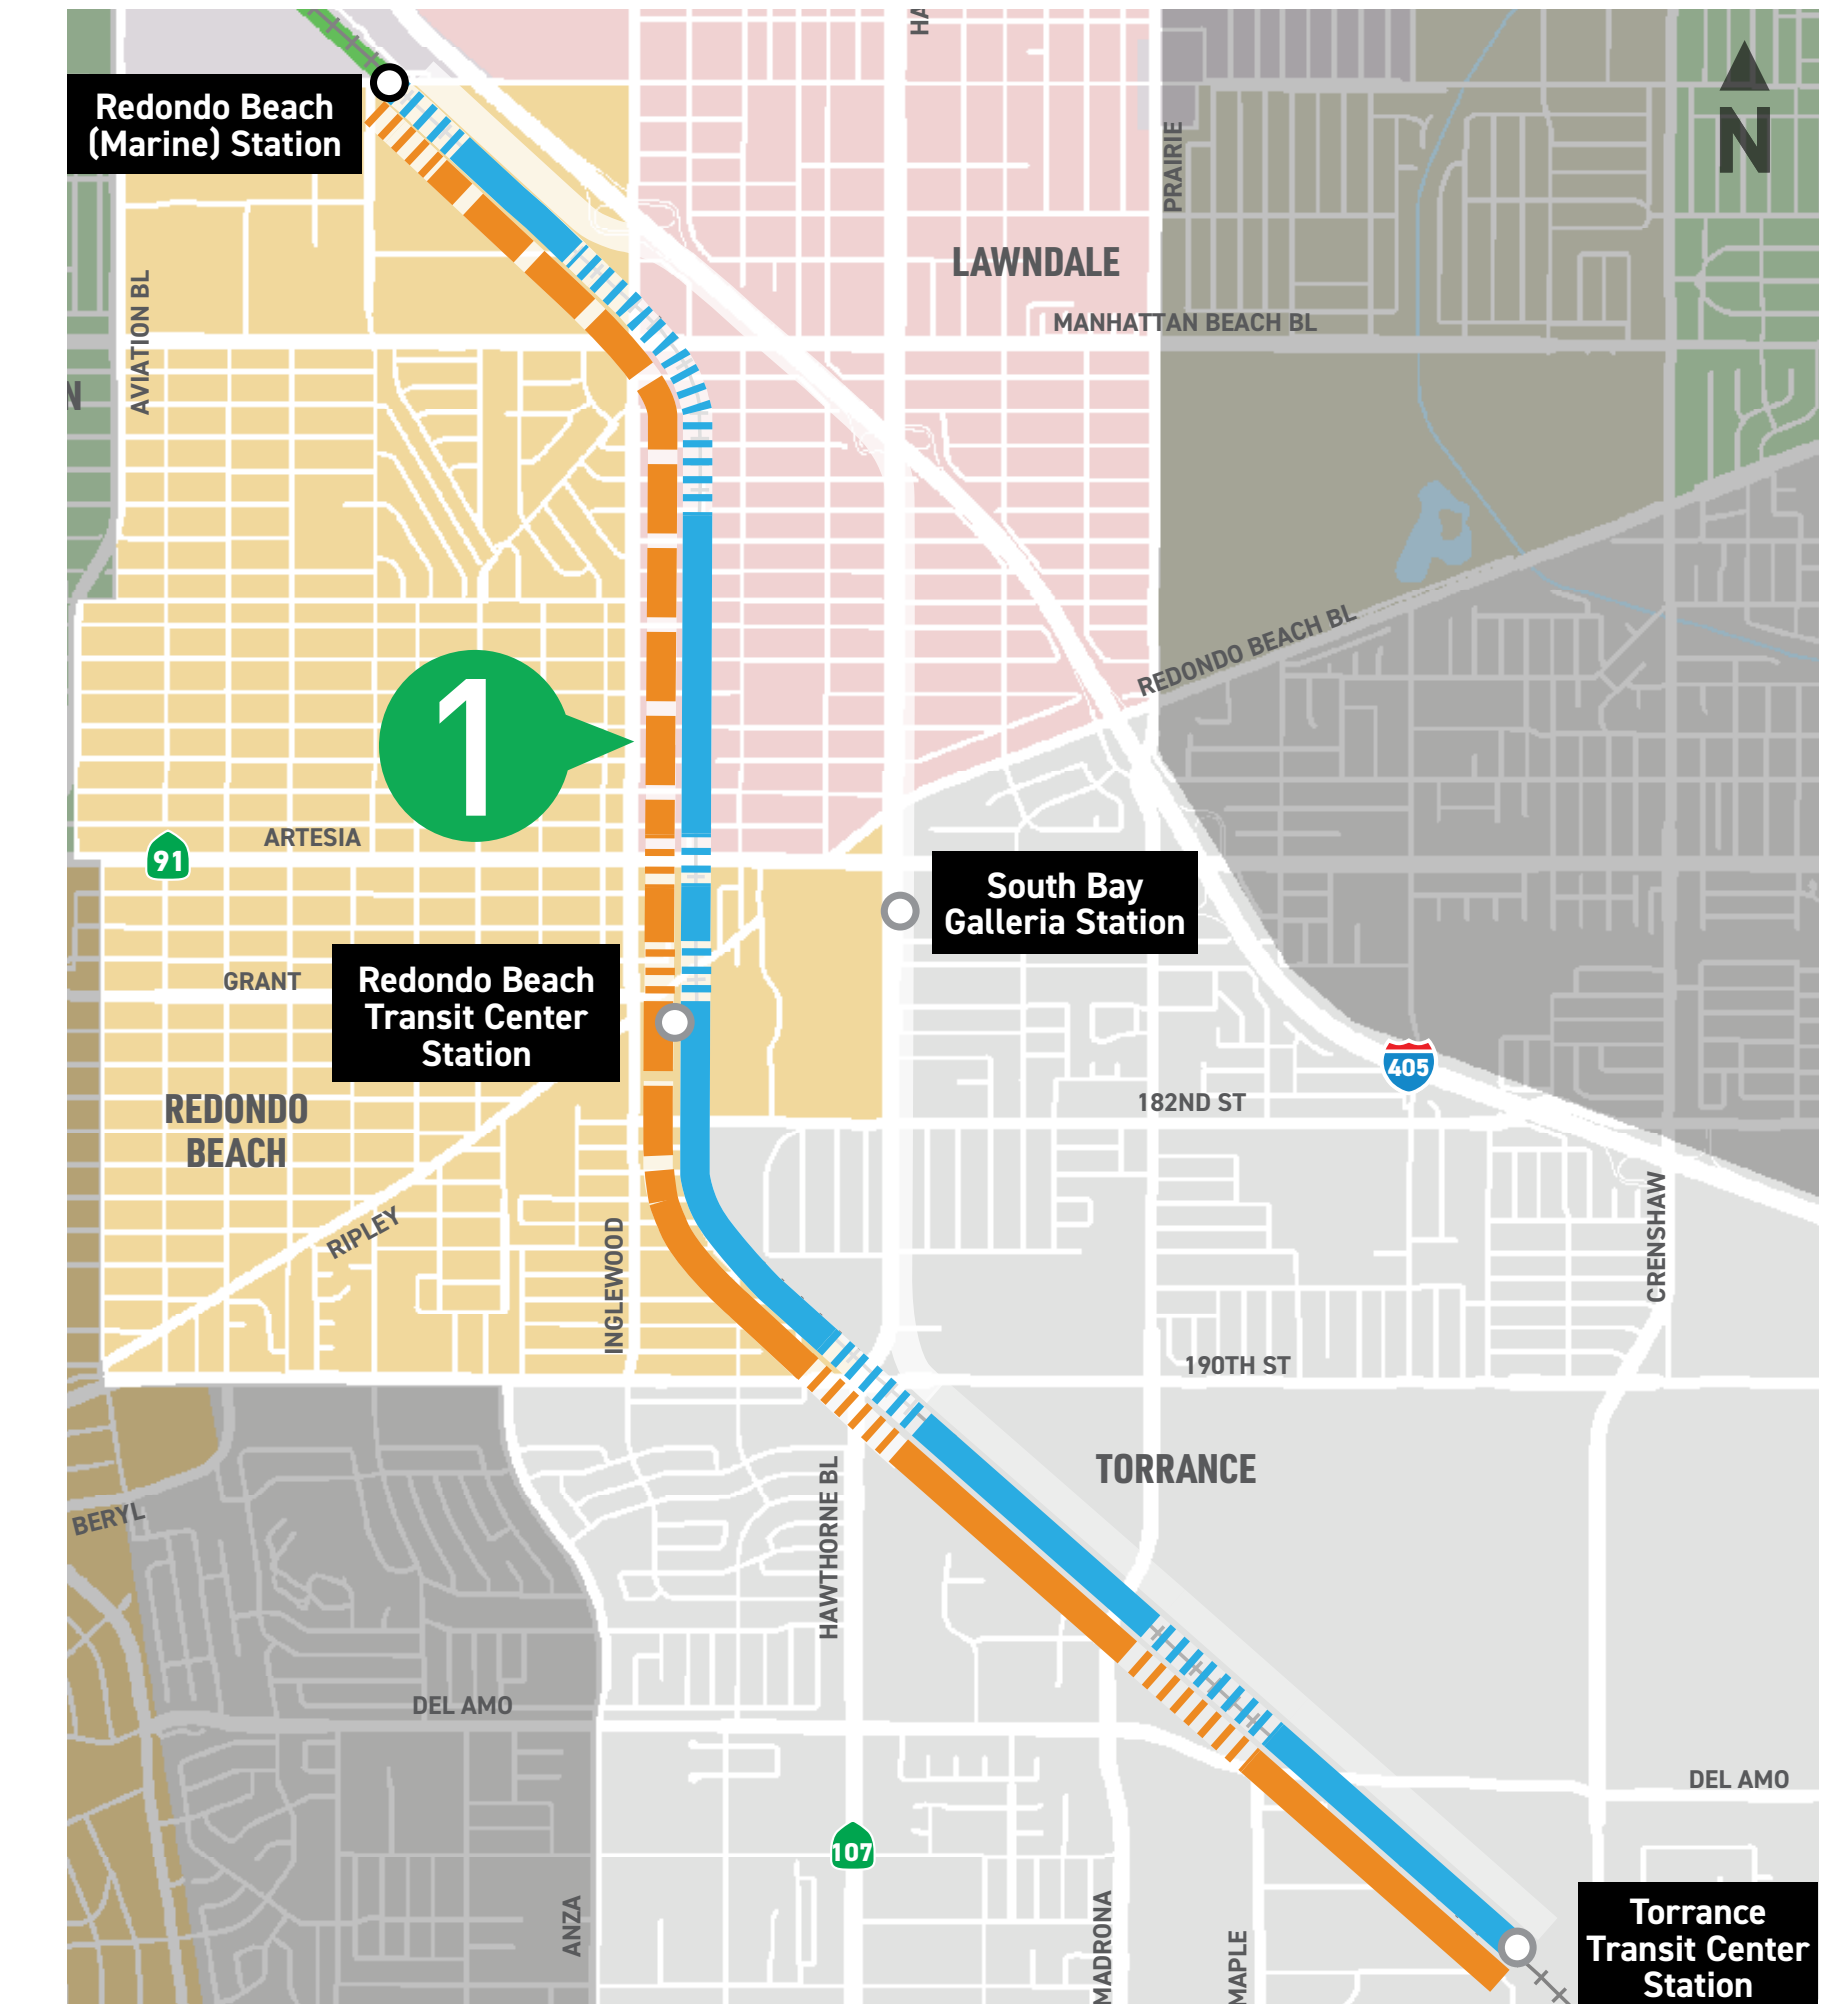 HA
N
Redondo Beach
(Marine) Station
PRAIRIE
LAWNDALE
AVIATION BL
MANHATTAN BEACH BL
N
REDONDO BEACH BL
1
ARTESIA
91
South Bay
Galleria Station
GRANT
Redondo Beach
Transit Center
Station
405
REDONDO
BEACH
182ND ST
RIPLEY
INGLEWOOD
CRENSHAW
190TH ST
TORRANCE
BERYL
HAWTHORNE BL
DEL AMO
DEL AMO
107
ANZA
MADRONA
MAPLE
Torrance
Transit Center
Station